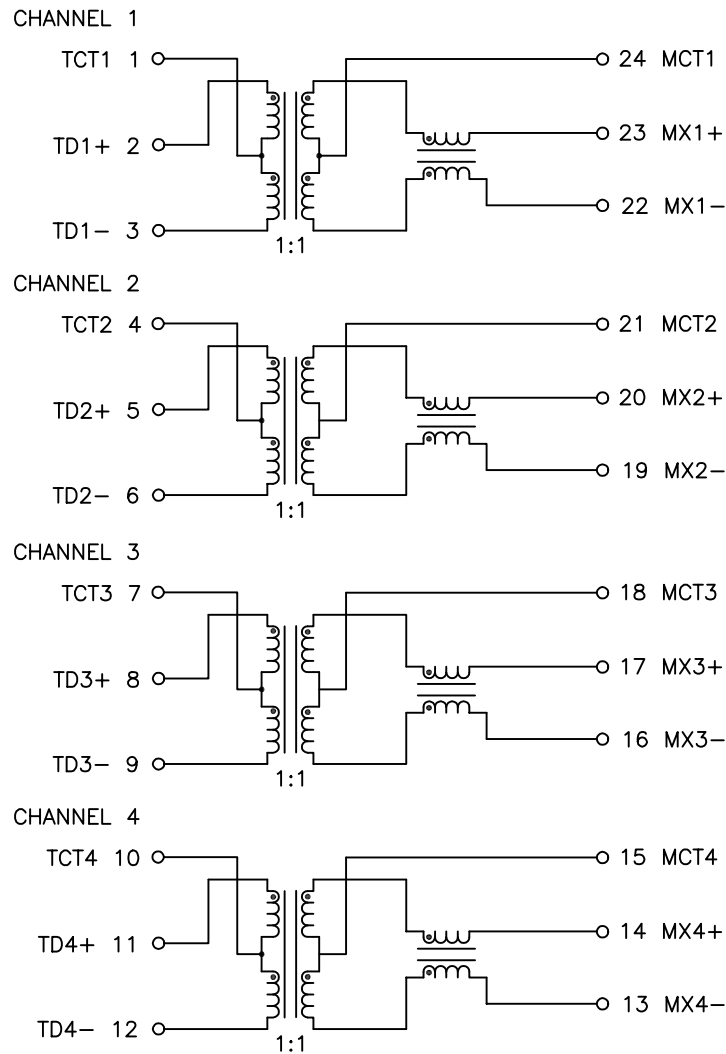 CHANNEL 1
TCT1 1
24 MCT1
TD1+ 2
23 MX1+
22 MX1−
TD1− 3
1:1
CHANNEL 2
TCT2 4
21 MCT2
TD2+ 5
20 MX2+
19 MX2−
TD2− 6
1:1
CHANNEL 3
TCT3 7
18 MCT3
TD3+ 8
17 MX3+
16 MX3−
TD3− 9
1:1
CHANNEL 4
TCT4 10
15 MCT4
TD4+ 11
14 MX4+
13 MX4−
TD4− 12
1:1